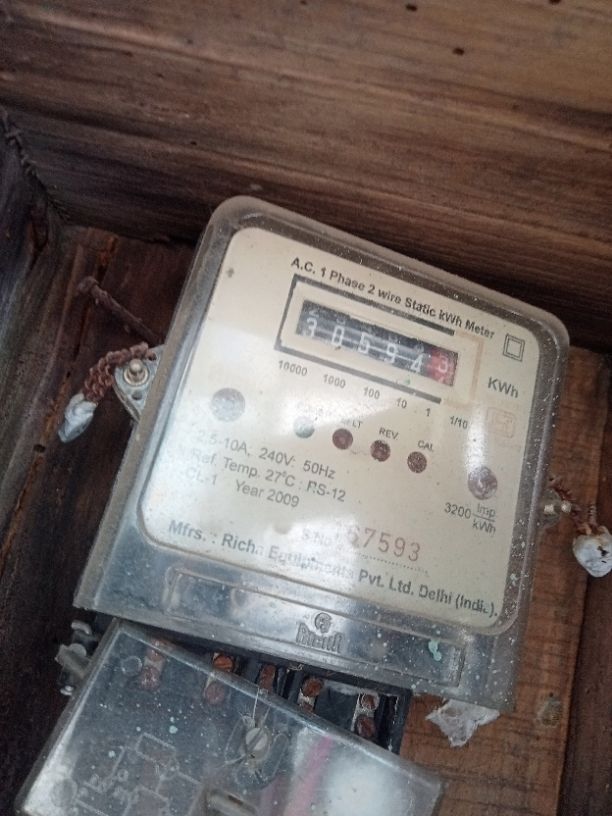 A.C. 1 Phase 2 wire Static kWh Meter
KWh
10000 1000 100 10 1 1/10
REV. CAL
2.5-10A, 240V: 50Hz
Ref. Temp. 27°C : RS-12
CL-1 Year 2009
3200 Imp
kWh
S.No. 67593
Mfrs. : Richa Equipments Pvt. Ltd. Delhi (India).